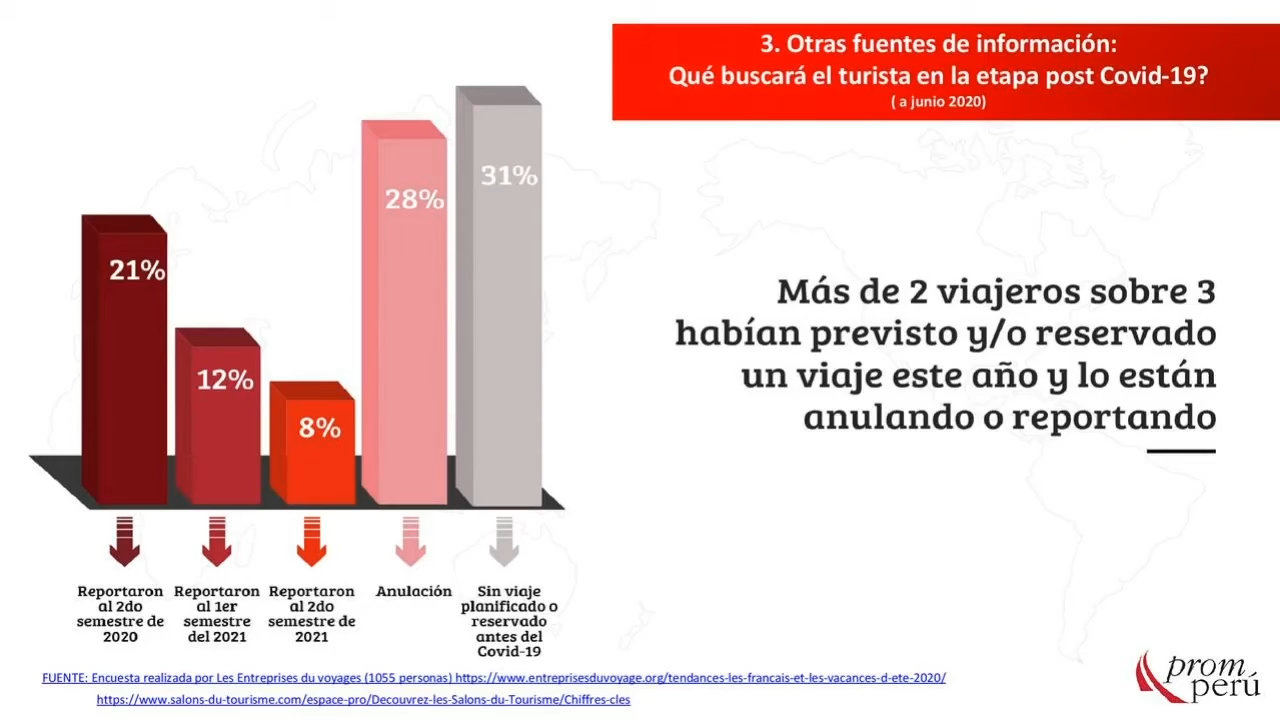 3. Otras fuentes de información:
Qué buscará el turista en la etapa post Covid-19?
( a junio 2020)
21%
12%
8%
28%
31%
Más de 2 viajeros sobre 3
habían previsto y/o reservado
un viaje este año y lo están
anulando o reportando
Reportaron
al 2do
semestre de
2020
Reportaron
al 1er
semestre
del 2021
Reportaron
al 2do
semestre de
2021
Anulación
Sin viaje
planificado o
reservado
antes del
Covid-19
FUENTE: Encuesta realizada por Les Entreprises du voyages (1055 personas) https://www.entreprisesduvoyage.org/tendances-les-francais-et-les-vacances-d-ete-2020/
https://www.salons-du-tourisme.com/espace-pro/Decouvrez-les-Salons-du-Tourisme/Chiffres-cles
prom
perú